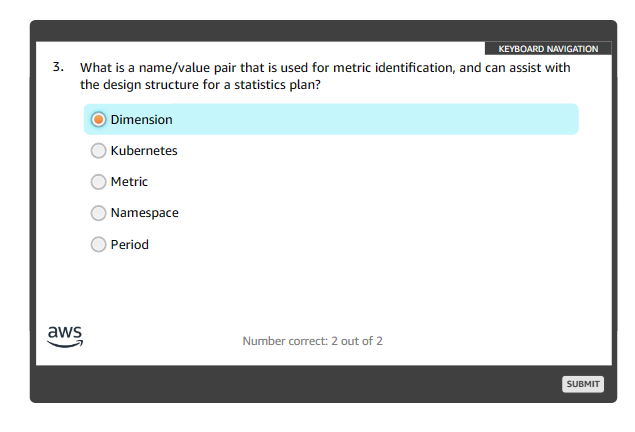 KEYBOARD NAVIGATION
3. What is a name/value pair that is used for metric identification, and can assist with
the design structure for a statistics plan?
Dimension
Kubernetes
Metric
Namespace
Period
aws
Number correct: 2 out of 2
SUBMIT